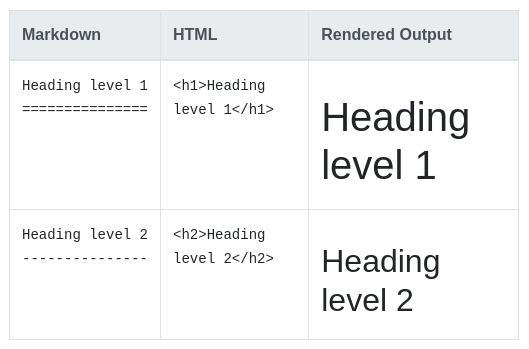 Markdown HTML Rendered Output
Heading level 1 <h1>Heading Heading
=============== level 1</h1> level 1
Heading level 2 <h2>Heading Heading
--------------- level 2</h2> level 2